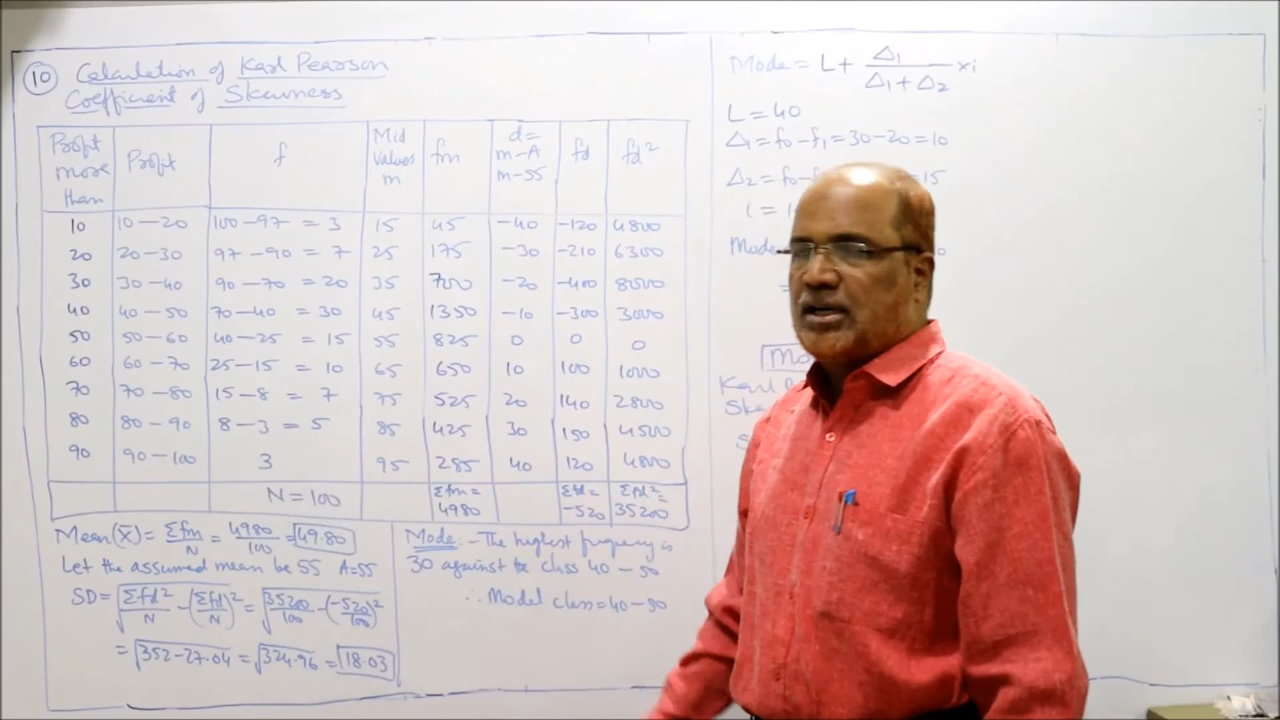 10 Calculation of Karl Pearson
Coefficient of Skewness
Profit more than | Profit | f | Mid values m | fm | d= m-A m-55 | fd | fd²
10 | 10-20 | 100-97 = 3 | 15 | 45 | -40 | -120 | 4800
20 | 20-30 | 97-90 = 7 | 25 | 175 | -30 | -210 | 6300
30 | 30-40 | 90-70 = 20 | 35 | 700 | -20 | -400 | 8000
40 | 40-50 | 70-40 = 30 | 45 | 1350 | -10 | -300 | 3000
50 | 50-60 | 40-25 = 15 | 55 | 825 | 0 | 0 | 0
60 | 60-70 | 25-15 = 10 | 65 | 650 | 10 | 100 | 1000
70 | 70-80 | 15-8 = 7 | 75 | 525 | 20 | 140 | 2800
80 | 80-90 | 8-3 = 5 | 85 | 425 | 30 | 150 | 4500
90 | 90-100 | 3 | 95 | 285 | 40 | 120 | 4800
N = 100 | Σfm = 4980 | Σfd = -520 | Σfd² = 35200
Mean (X̄) = Σfm/N = 4980/100 = 49.80
Let the assumed mean be 55 A=55
SD = √(Σfd²/N - (Σfd/N)²) = √(35200/100 - (-520/100)²)
= √352-27.04 = √324.96 = 18.03
Mode:- The highest frequency is
30 against the class 40-50
∴ Model class = 40-50
Mode = L + Δ₁/(Δ₁+Δ₂) × i
L = 40
Δ₁ = f₀ - f₁ = 30-20 = 10
Δ₂ = f₀ - = 15
i =
Mode
=
Mo
Karl